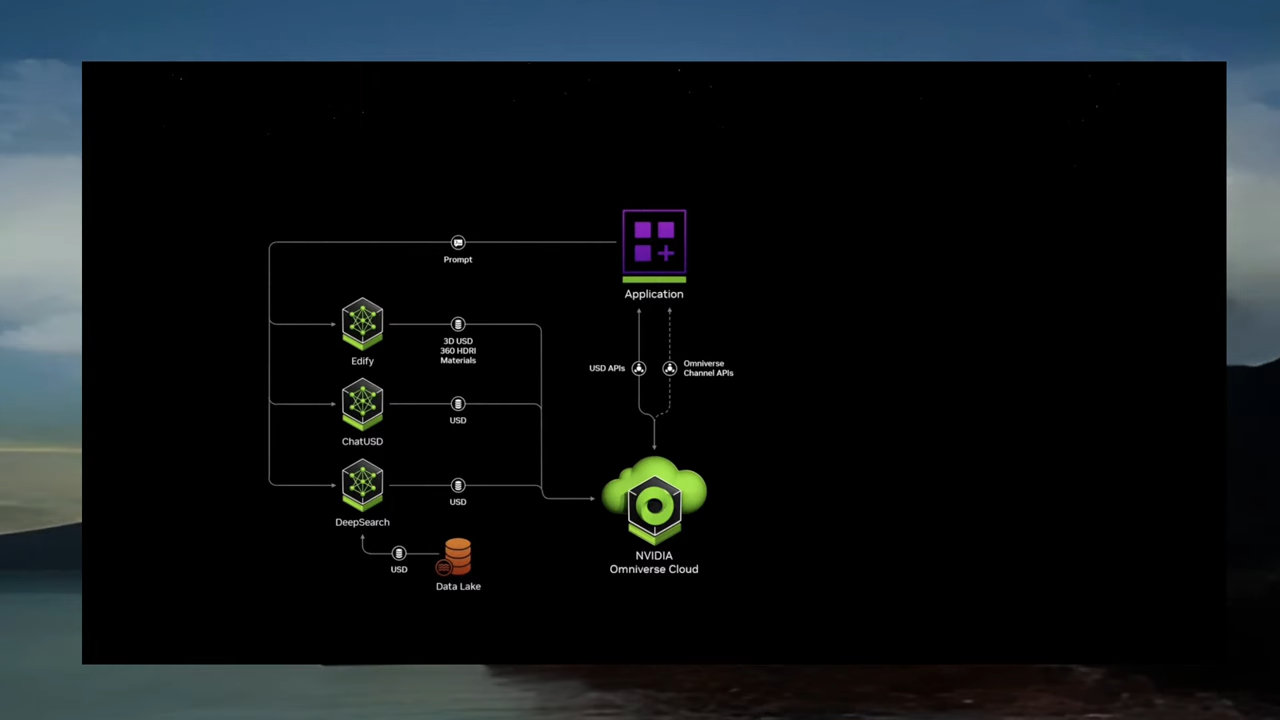 Application
Prompt
Edify
3D USD
360 HDRI
Materials
USD APIs
Omniverse
Channel APIs
ChatUSD
USD
DeepSearch
USD
USD
Data Lake
NVIDIA
Omniverse Cloud